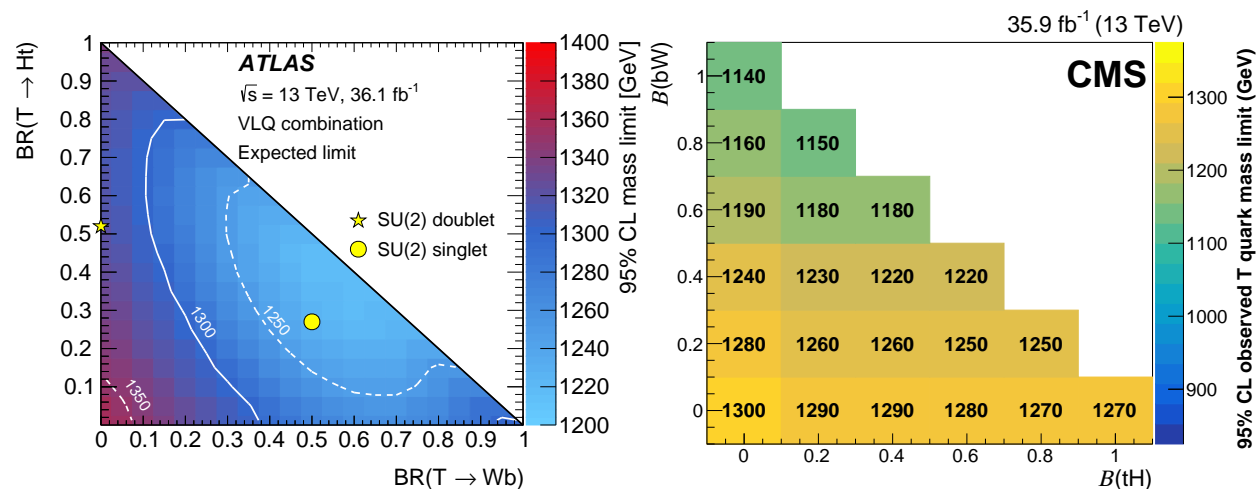 BR(T → Ht)
1
0.9
0.8
0.7
0.6
0.5
0.4
0.3
0.2
0.1
ATLAS
√s = 13 TeV, 36.1 fb⁻¹
VLQ combination
Expected limit
SU(2) doublet
SU(2) singlet
1350
1300
1250
0 0.1 0.2 0.3 0.4 0.5 0.6 0.7 0.8 0.9 1
BR(T → Wb)
1400
1380
1360
1340
1320
1300
1280
1260
1240
1220
1200
95% CL mass limit [GeV]
35.9 fb⁻¹ (13 TeV)
CMS
B(bW)
1
0.8
0.6
0.4
0.2
0
1140
1160 1150
1190 1180 1180
1240 1230 1220 1220
1280 1260 1260 1250 1250
1300 1290 1290 1280 1270 1270
0 0.2 0.4 0.6 0.8 1
B(tH)
1300
1200
1100
1000
900
95% CL observed T quark mass limit (GeV)